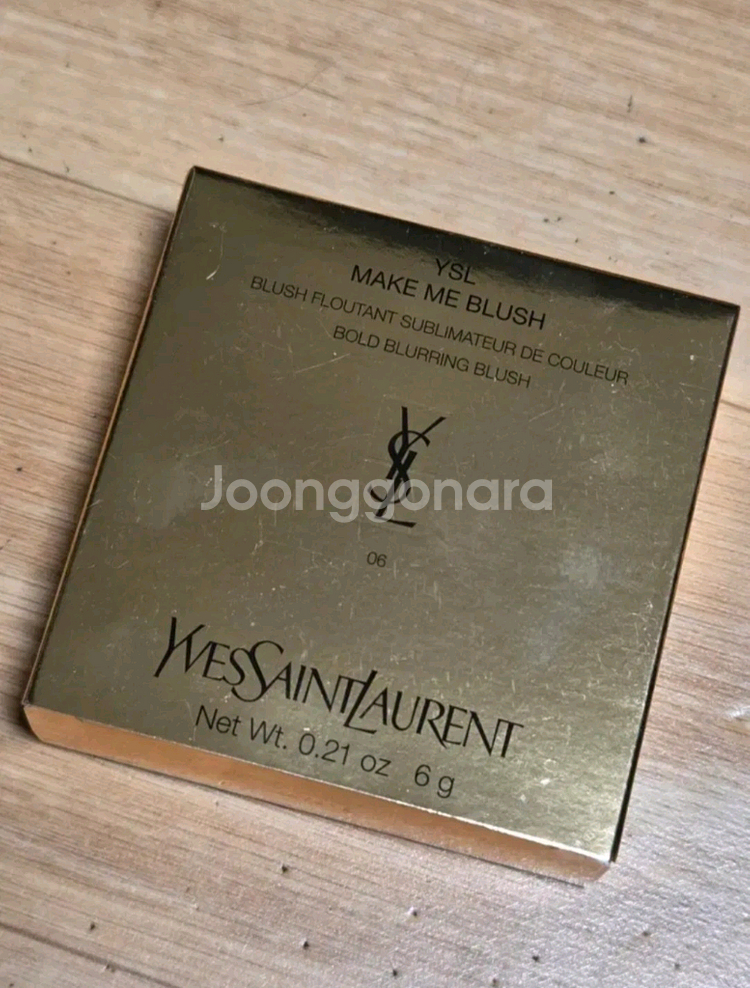 YSL
MAKE ME BLUSH
BLUSH FLOUTANT SUBLIMATEUR DE COULEUR
BOLD BLURRING BLUSH
YSL
Joonggonara
06
YVESSAINTLAURENT
Net Wt. 0.21 oz 6 g